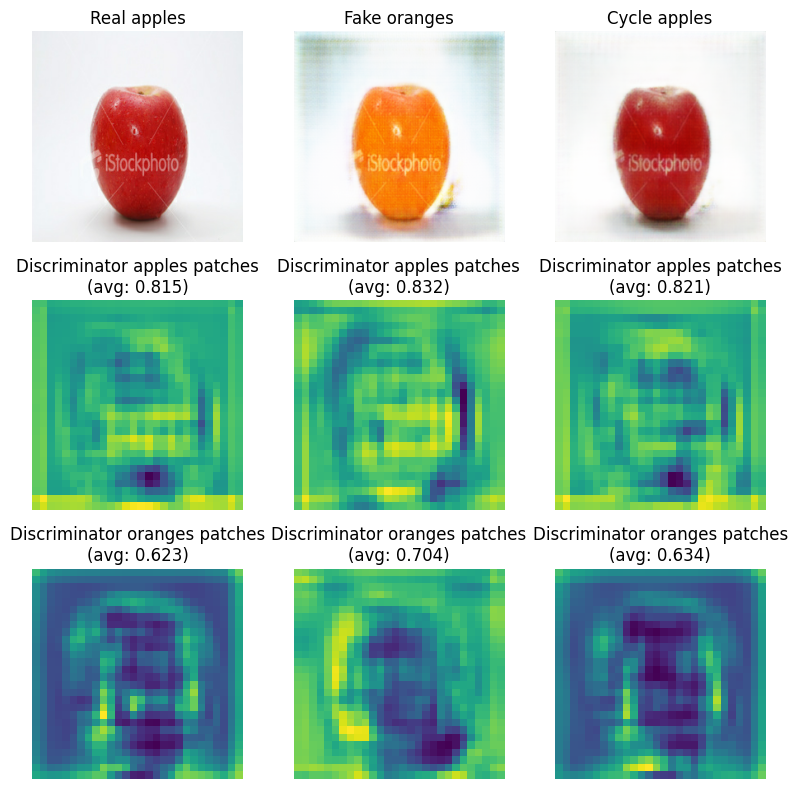 Real apples
Fake oranges
Cycle apples
iStockphoto
iStockphoto
iStockphoto
Discriminator apples patches
(avg: 0.815)
Discriminator apples patches
(avg: 0.832)
Discriminator apples patches
(avg: 0.821)
Discriminator oranges patches
(avg: 0.623)
Discriminator oranges patches
(avg: 0.704)
Discriminator oranges patches
(avg: 0.634)